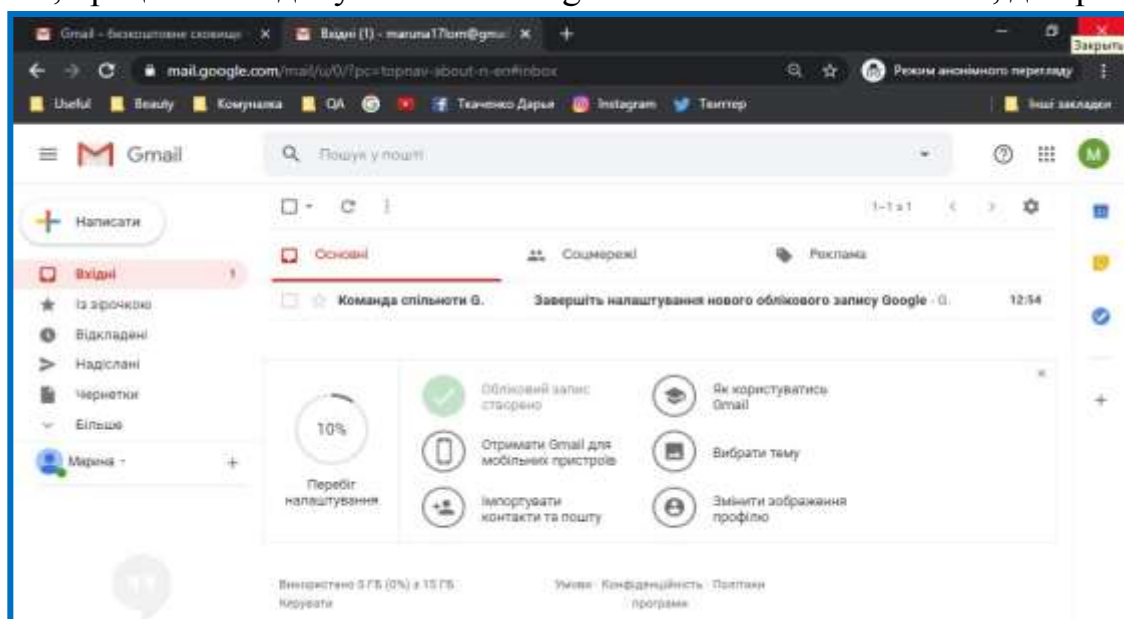 Gmail – безкоштовне сховище
Вхідні (1) - maruna17lom@gmai
Закрыть
mail.google.com/mail/u/0/?pc=topnav-about-n-en#inbox
Режим анонімного перегляду
Useful Beauty Комуналка QA Ткаченко Дарья Instagram Твиттер Інші закладки
Gmail
Пошук у пошті
M
Написати
1–1 з 1
Основні
Соцмережі
Реклама
Вхідні 1
Команда спільноти G. Завершіть налаштування нового облікового запису Google - G. 12:54
Із зірочкою
Відкладені
Надіслані
Чернетки
Більше
Марина
10%
Перебіг
налаштування
Обліковий запис
створено
Отримати Gmail для
мобільних пристроїв
Імпортувати
контакти та пошту
Як користуватись
Gmail
Вибрати тему
Змінити зображення
профілю
Використано 0 ГБ (0%) з 15 ГБ
Керувати
Умови · Конфіденційність · Політики
програми